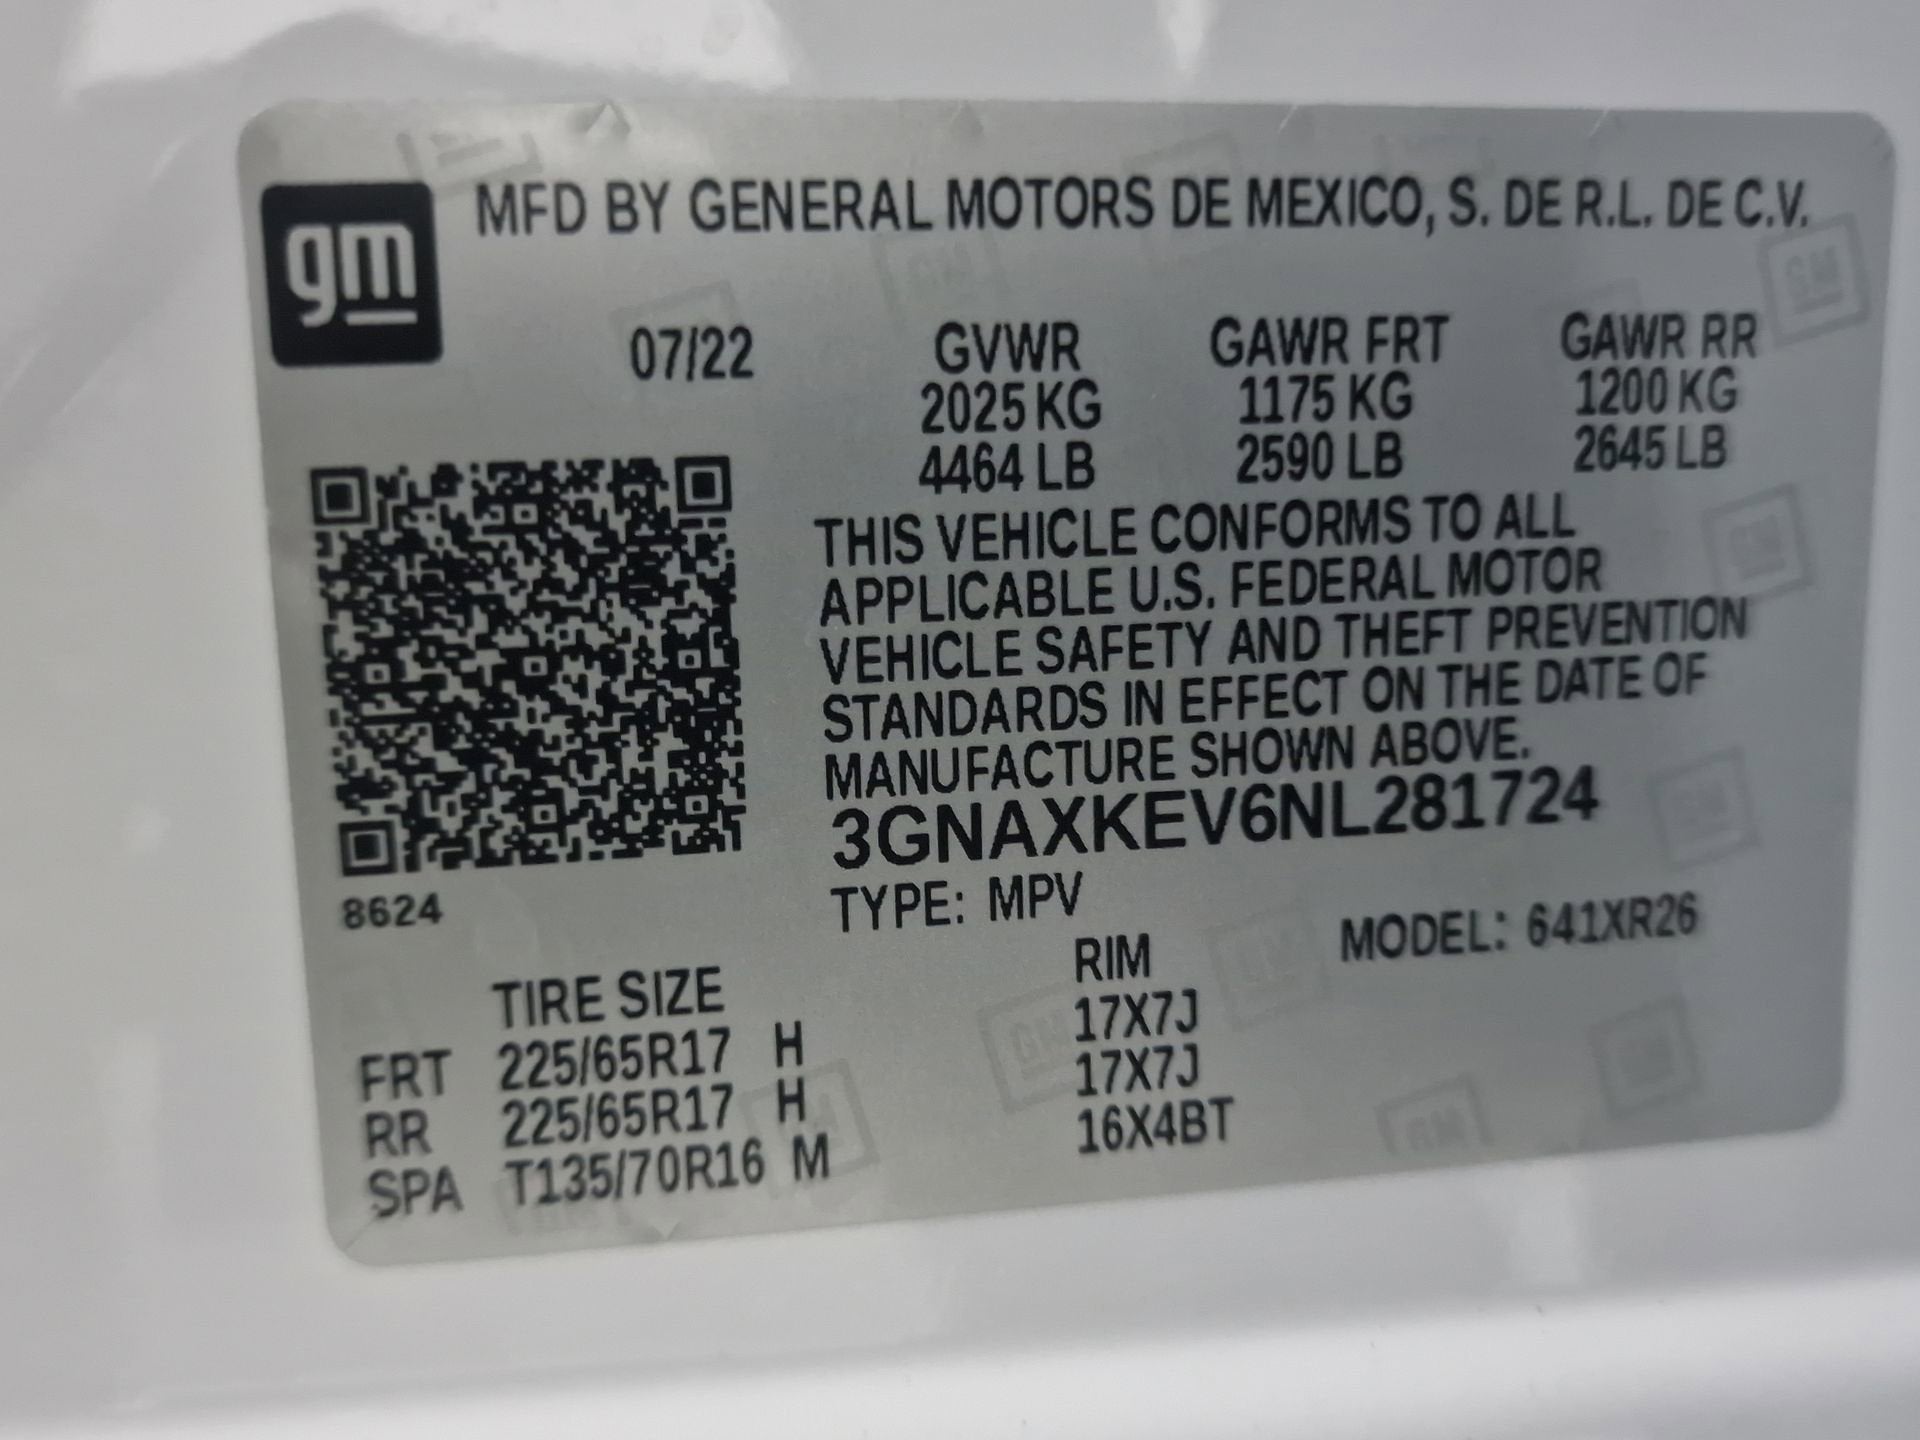 gm
MFD BY GENERAL MOTORS DE MEXICO, S. DE R.L. DE C.V.
07/22
GVWR GAWR FRT GAWR RR
2025 KG 1175 KG 1200 KG
4464 LB 2590 LB 2645 LB
THIS VEHICLE CONFORMS TO ALL
APPLICABLE U.S. FEDERAL MOTOR
VEHICLE SAFETY AND THEFT PREVENTION
STANDARDS IN EFFECT ON THE DATE OF
MANUFACTURE SHOWN ABOVE.
3GNAXKEV6NL281724
8624
TYPE: MPV MODEL: 641XR26
TIRE SIZE RIM
FRT 225/65R17 H 17X7J
RR 225/65R17 H 17X7J
SPA T135/70R16 M 16X4BT